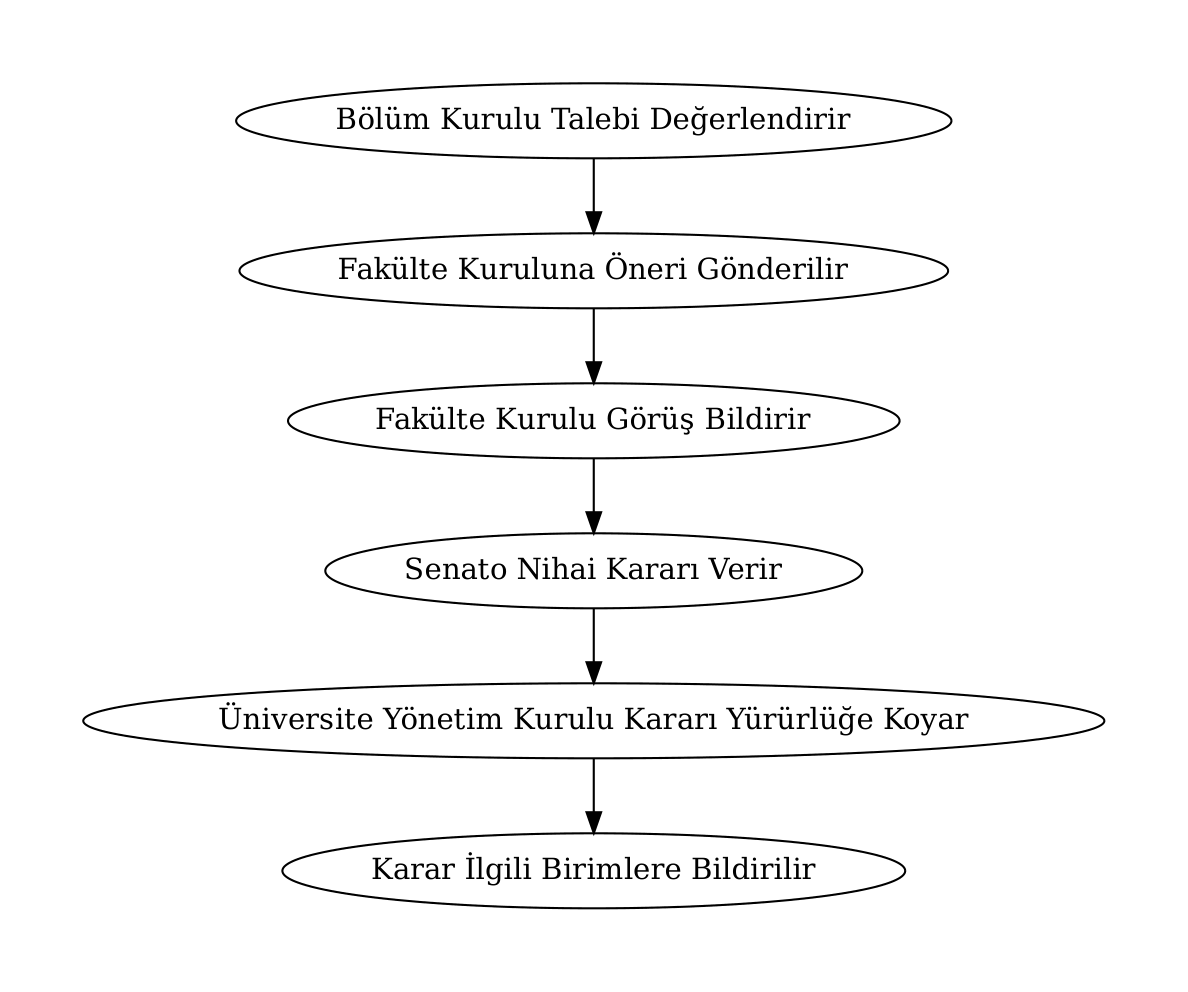 Bölüm Kurulu Talebi Değerlendirir
Fakülte Kuruluna Öneri Gönderilir
Fakülte Kurulu Görüş Bildirir
Senato Nihai Kararı Verir
Üniversite Yönetim Kurulu Kararı Yürürlüğe Koyar
Karar İlgili Birimlere Bildirilir